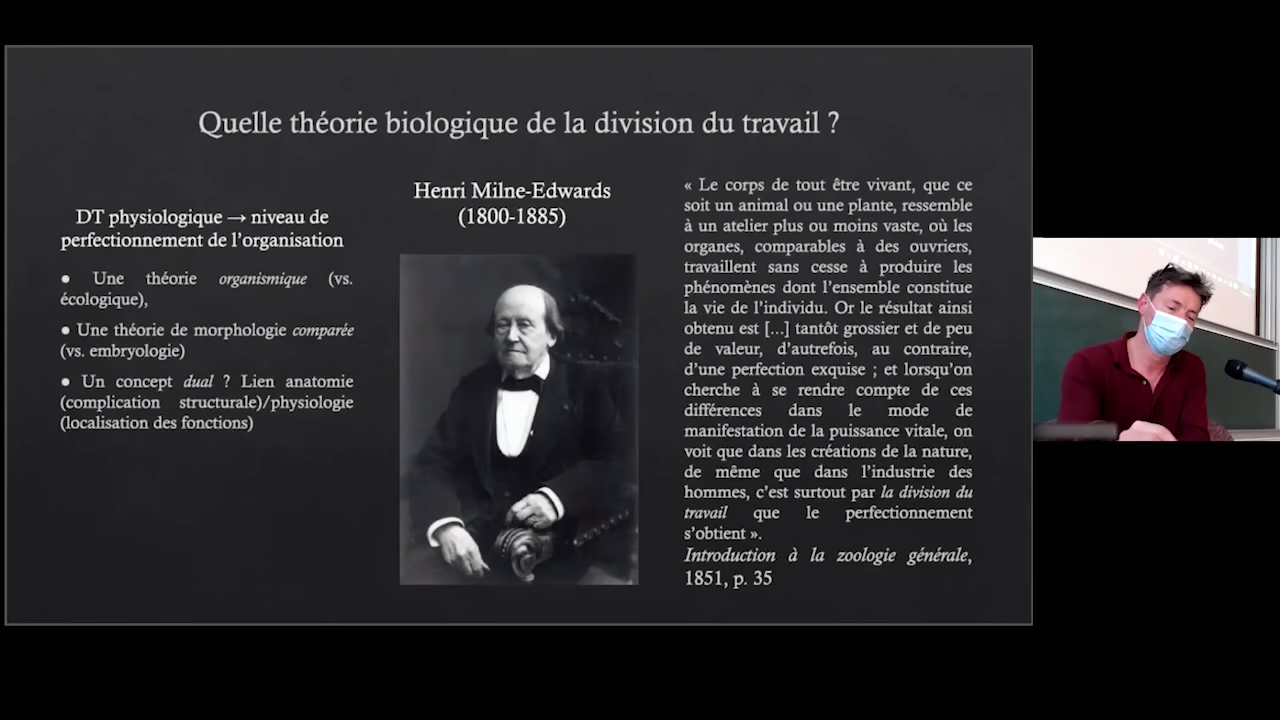 Quelle théorie biologique de la division du travail ?
DT physiologique → niveau de
perfectionnement de l’organisation
● Une théorie organismique (vs.
écologique),
● Une théorie de morphologie comparée
(vs. embryologie)
● Un concept dual ? Lien anatomie
(complication structurale)/physiologie
(localisation des fonctions)
Henri Milne-Edwards
(1800-1885)
« Le corps de tout être vivant, que ce
soit un animal ou une plante, ressemble
à un atelier plus ou moins vaste, où les
organes, comparables à des ouvriers,
travaillent sans cesse à produire les
phénomènes dont l’ensemble constitue
la vie de l’individu. Or le résultat ainsi
obtenu est [...] tantôt grossier et de peu
de valeur, d’autrefois, au contraire,
d’une perfection exquise ; et lorsqu’on
cherche à se rendre compte de ces
différences dans le mode de
manifestation de la puissance vitale, on
voit que dans les créations de la nature,
de même que dans l’industrie des
hommes, c’est surtout par la division du
travail que le perfectionnement
s’obtient ».
Introduction à la zoologie générale,
1851, p. 35